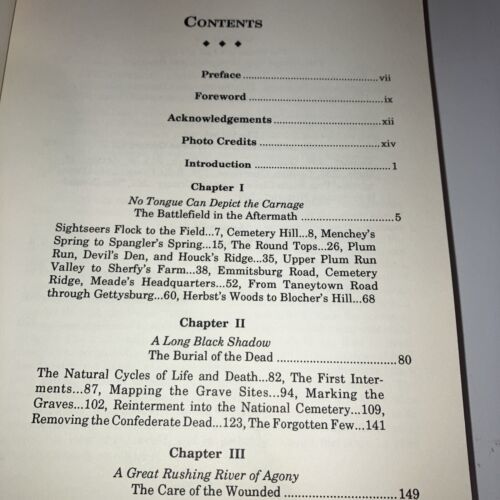 CONTENTS
◆ ◆ ◆
Preface ............................................ vii
Foreword ............................................ ix
Acknowledgements ............................................ xii
Photo Credits ............................................ xiv
Introduction ............................................ 1
Chapter I
No Tongue Can Depict the Carnage
The Battlefield in the Aftermath ............................ 5
Sightseers Flock to the Field...7, Cemetery Hill...8, Menchey's
Spring to Spangler's Spring...15, The Round Tops...26, Plum
Run, Devil's Den, and Houck's Ridge...35, Upper Plum Run
Valley to Sherfy's Farm...38, Emmitsburg Road, Cemetery
Ridge, Meade's Headquarters...52, From Taneytown Road
through Gettysburg...60, Herbst's Woods to Blocher's Hill...68
Chapter II
A Long Black Shadow
The Burial of the Dead ............................ 80
The Natural Cycles of Life and Death...82, The First Inter-
ments...87, Mapping the Grave Sites...94, Marking the
Graves...102, Reinterment into the National Cemetery...109,
Removing the Confederate Dead...123, The Forgotten Few...141
Chapter III
A Great Rushing River of Agony
The Care of the Wounded ............................ 149